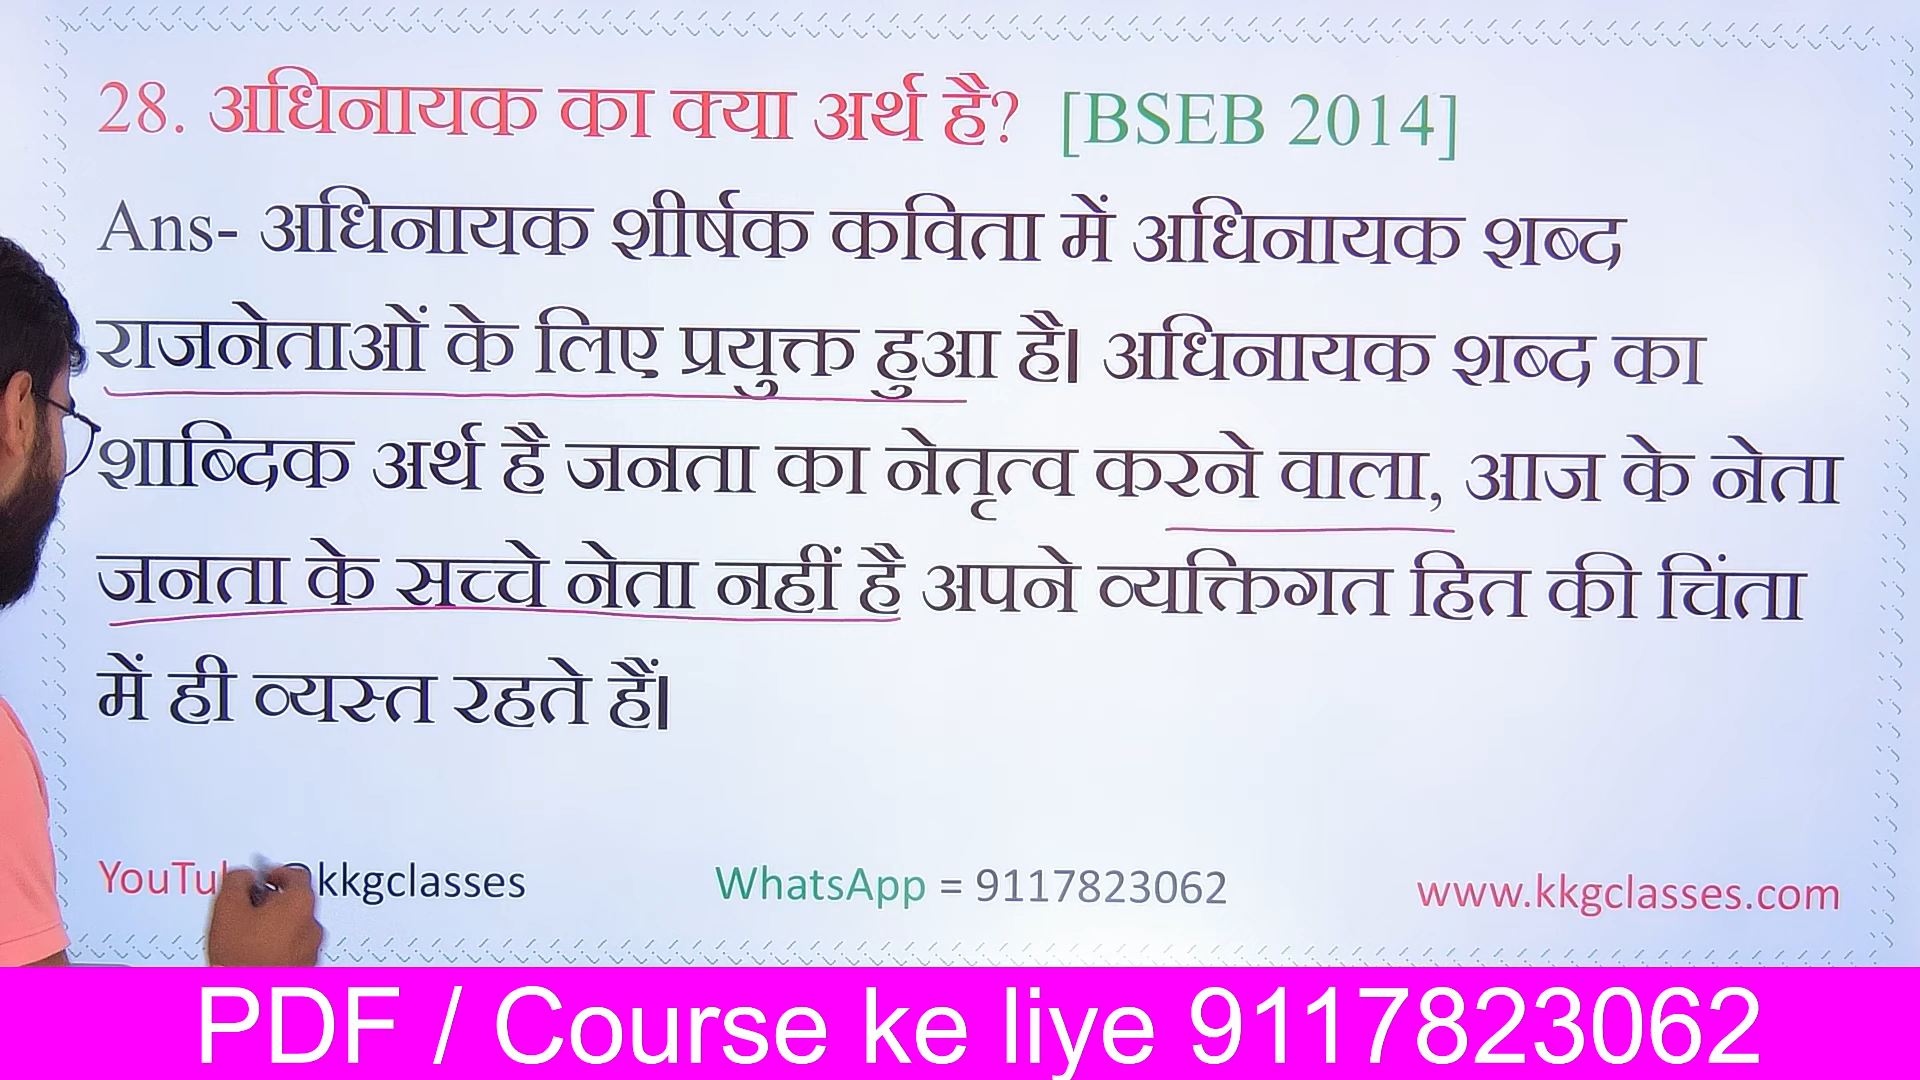 28. अधिनायक का क्या अर्थ है? [BSEB 2014]
Ans- अधिनायक शीर्षक कविता में अधिनायक शब्द
राजनेताओं के लिए प्रयुक्त हुआ है। अधिनायक शब्द का
शाब्दिक अर्थ है जनता का नेतृत्व करने वाला, आज के नेता
जनता के सच्चे नेता नहीं है अपने व्यक्तिगत हित की चिंता
में ही व्यस्त रहते हैं।
kkgclasses WhatsApp = 9117823062 www.kkgclasses.com
PDF / Course ke liye 9117823062